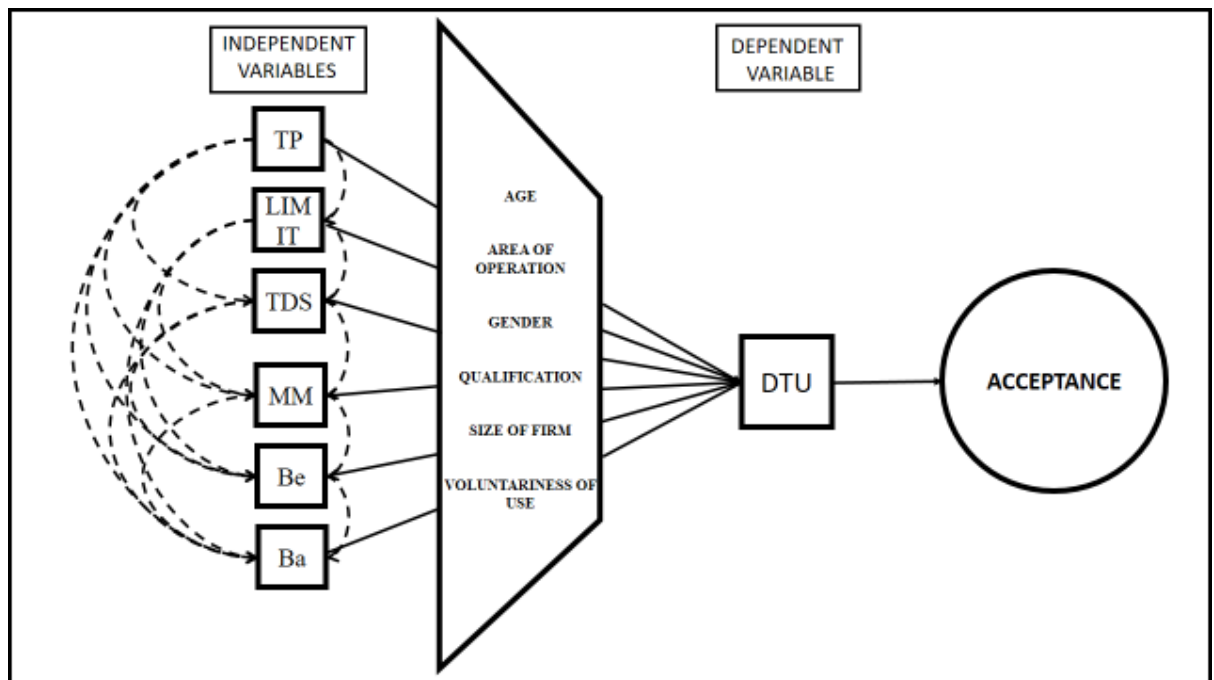 INDEPENDENT
VARIABLES
DEPENDENT
VARIABLE
TP
LIM
IT
TDS
MM
Be
Ba
AGE
AREA OF
OPERATION
GENDER
QUALIFICATION
SIZE OF FIRM
VOLUNTARINESS OF
USE
DTU
ACCEPTANCE